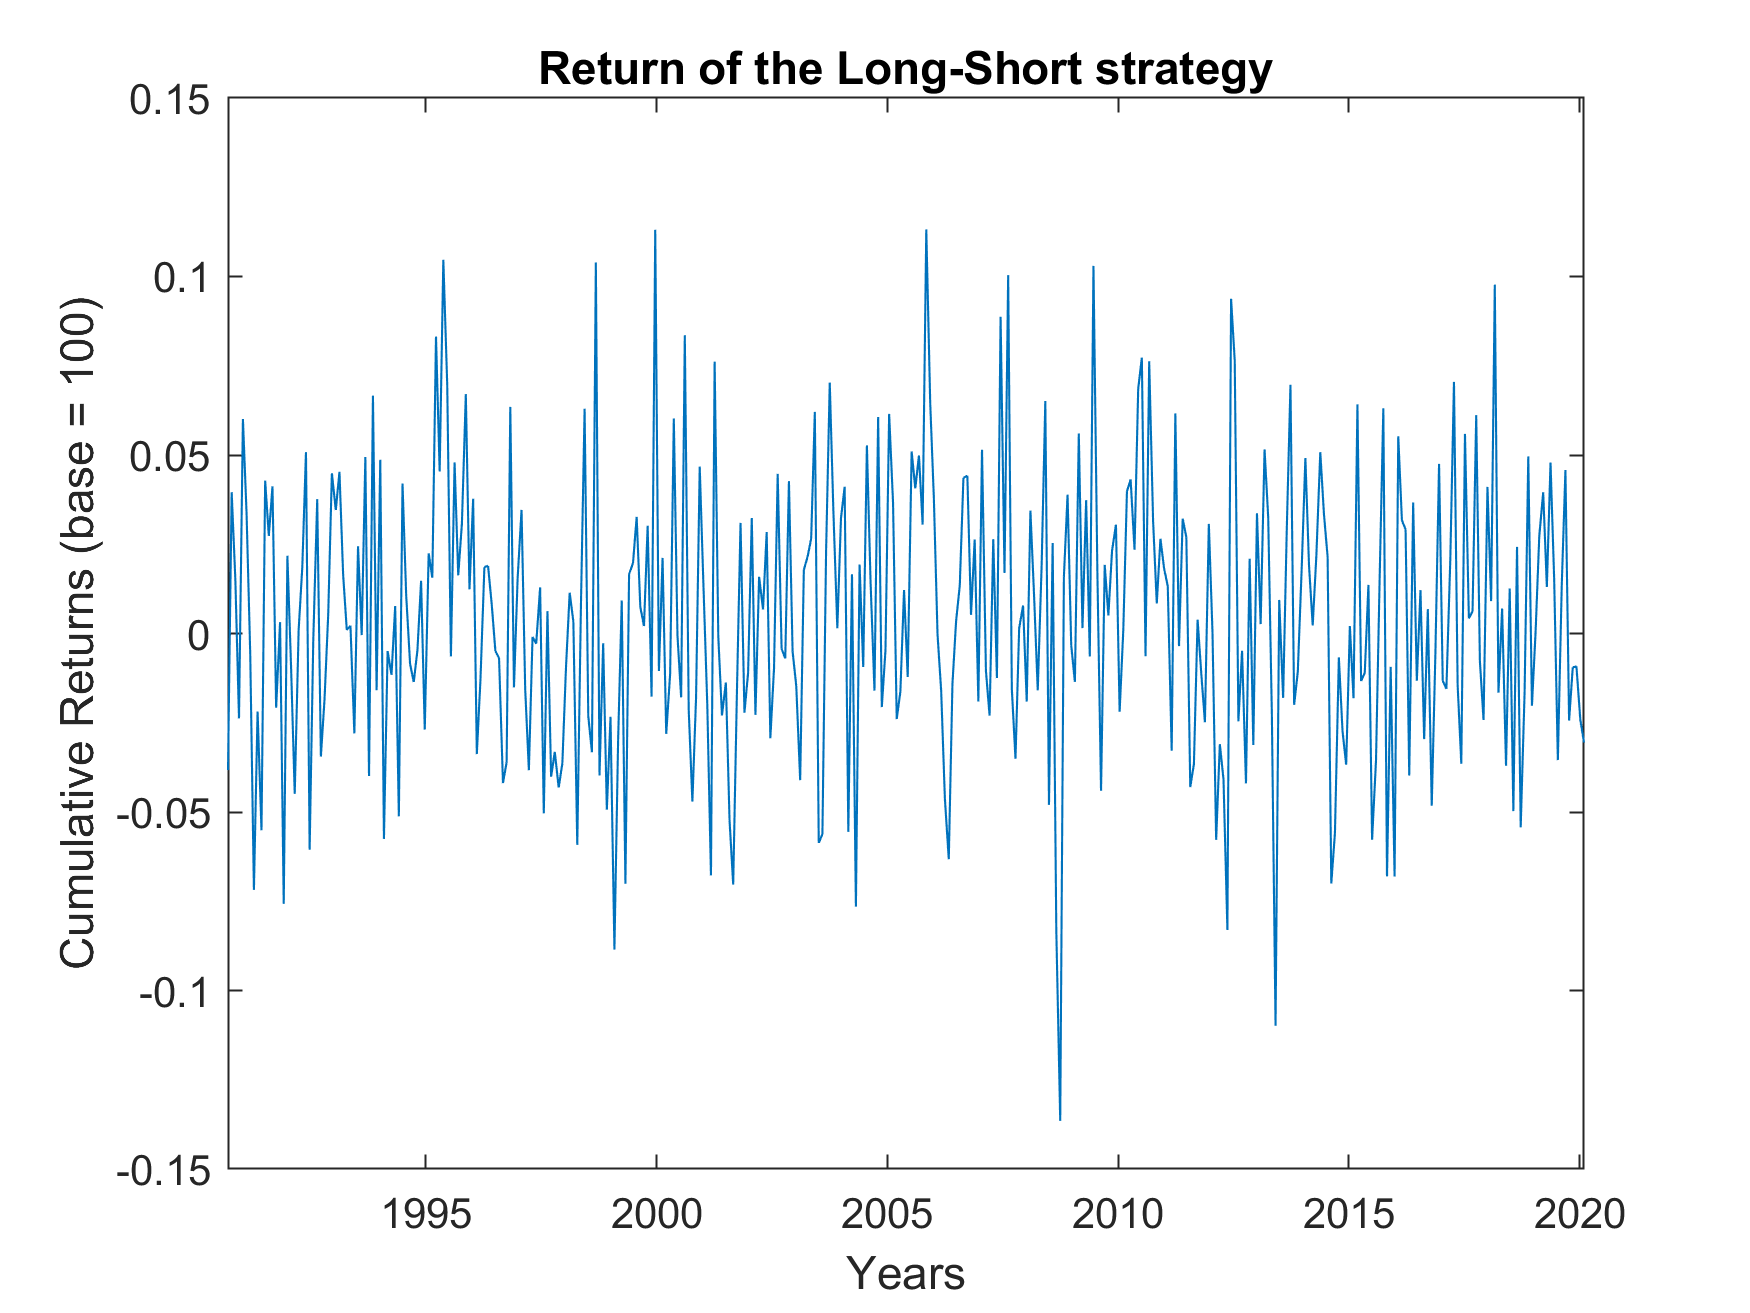 Return of the Long-Short strategy
0.15
0.1
0.05
0
-0.05
-0.1
-0.15
Cumulative Returns (base = 100)
1995 2000 2005 2010 2015 2020
Years